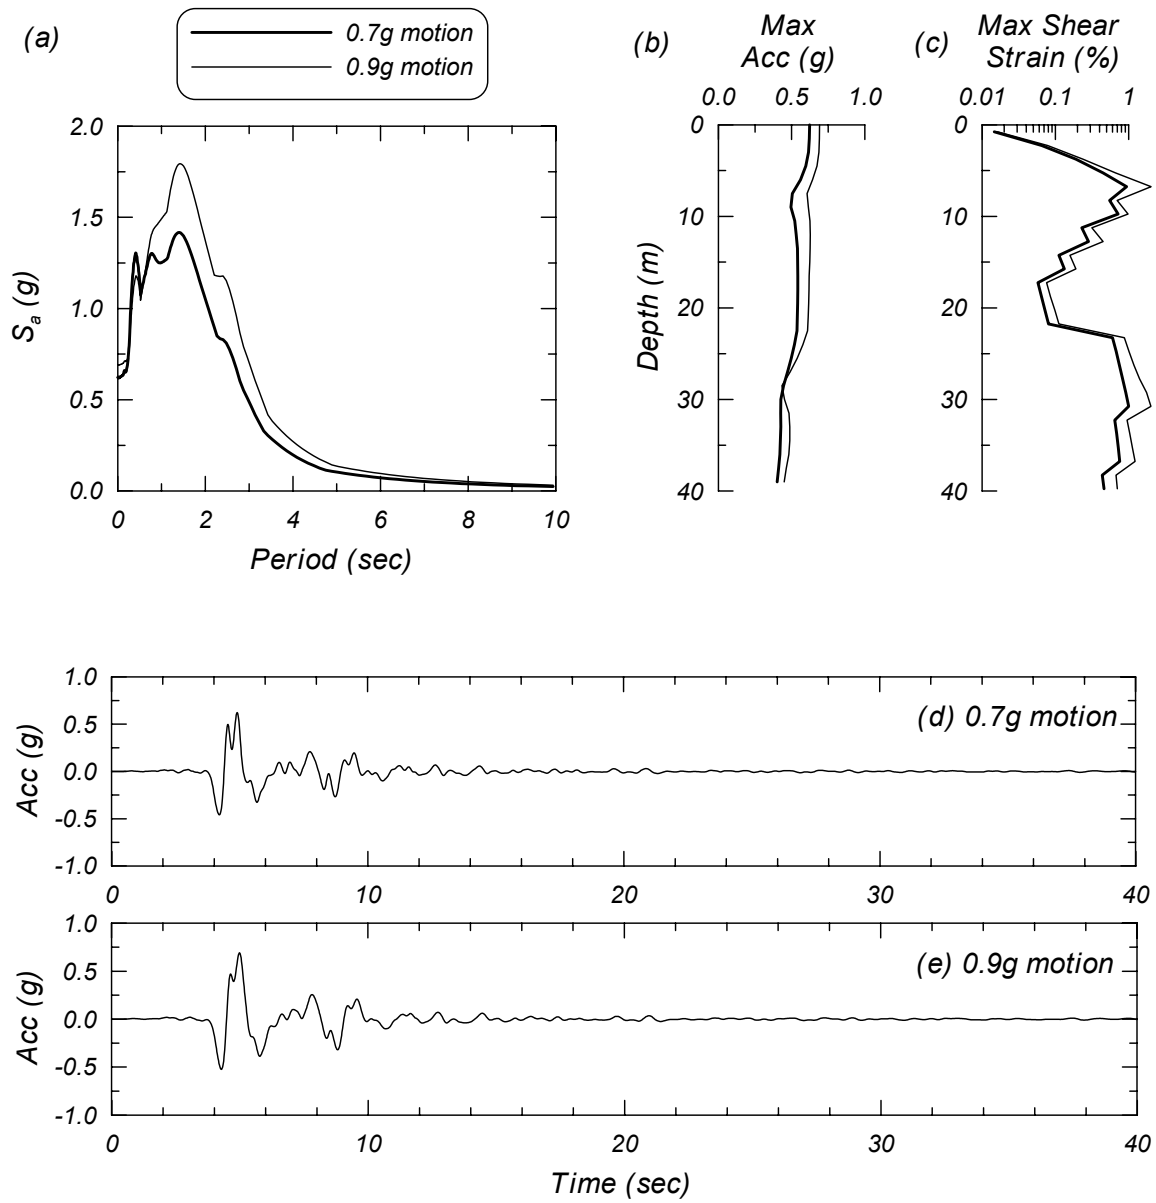 (a)
0.7g motion
0.9g motion
2.0
1.5
1.0
0.5
0.0
S_a (g)
0 2 4 6 8 10
Period (sec)
(b)
Max
Acc (g)
0.0 0.5 1.0
0
10
20
30
40
Depth (m)
(c)
Max Shear
Strain (%)
0.01 0.1 1
0
10
20
30
40
1.0
0.5
0.0
-0.5
-1.0
Acc (g)
(d) 0.7g motion
0 10 20 30 40
1.0
0.5
0.0
-0.5
-1.0
Acc (g)
(e) 0.9g motion
0 10 20 30 40
Time (sec)